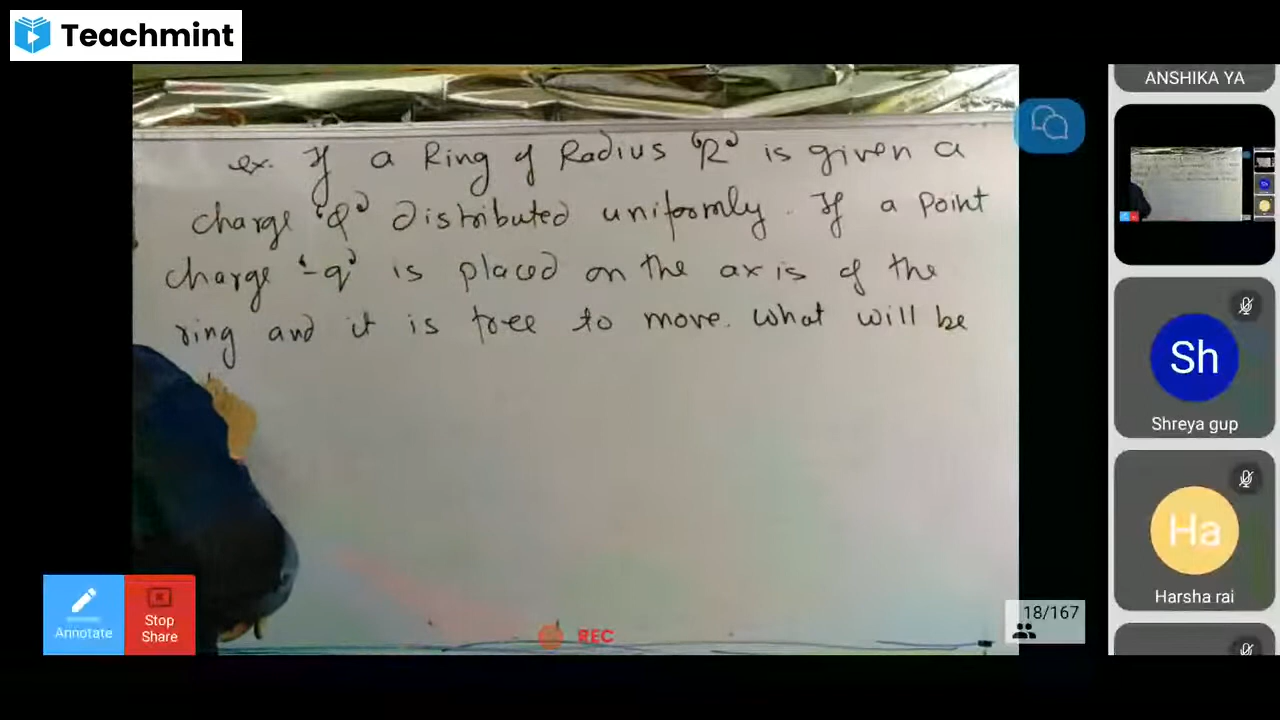 Teachmint
ex. If a Ring of Radius 'R' is given a
charge 'Q' distributed uniformly. If a point
charge '-q' is placed on the axis of the
ring and it is free to move. What will be
ANSHIKA YA
Sh
Shreya gup
Ha
Harsha rai
Annotate
Stop
Share
REC
18/167